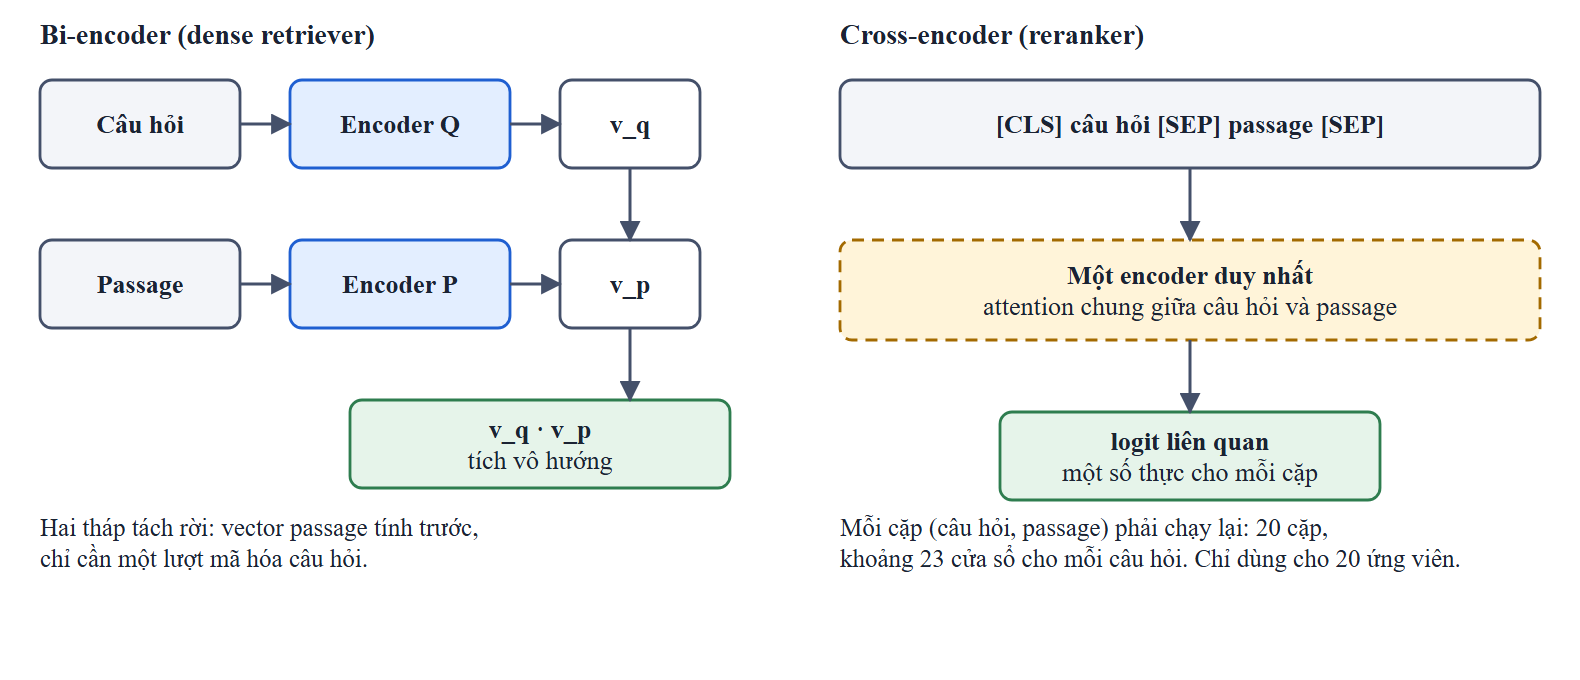 Bi-encoder (dense retriever)
Câu hỏi
Encoder Q
v_q
Passage
Encoder P
v_p
v_q · v_p
tích vô hướng
Hai tháp tách rời: vector passage tính trước,
chỉ cần một lượt mã hóa câu hỏi.
Cross-encoder (reranker)
[CLS] câu hỏi [SEP] passage [SEP]
Một encoder duy nhất
attention chung giữa câu hỏi và passage
logit liên quan
một số thực cho mỗi cặp
Mỗi cặp (câu hỏi, passage) phải chạy lại: 20 cặp,
khoảng 23 cửa sổ cho mỗi câu hỏi. Chỉ dùng cho 20 ứng viên.